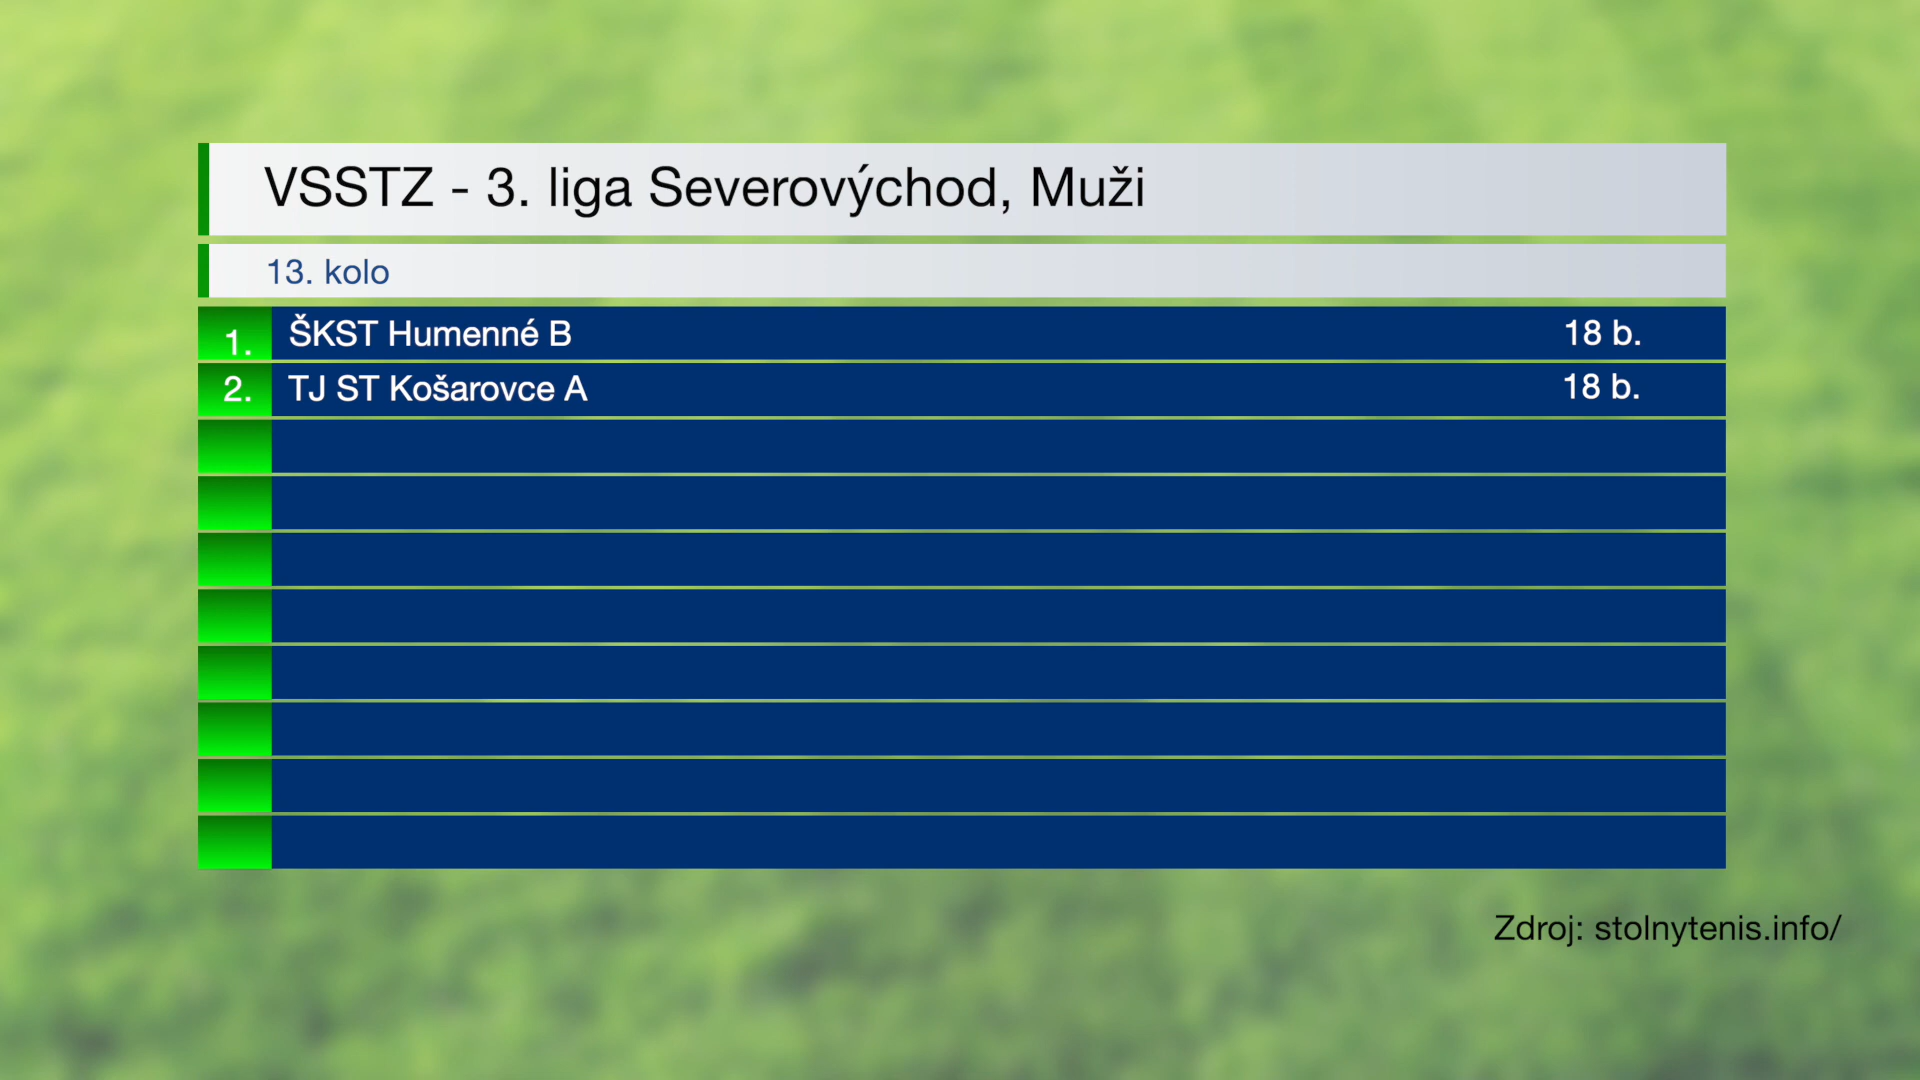 VSSTZ - 3. liga Severovýchod, Muži
13. kolo
1. ŠKST Humenné B 18 b.
2. TJ ST Košarovce A 18 b.
Zdroj: stolnytenis.info/